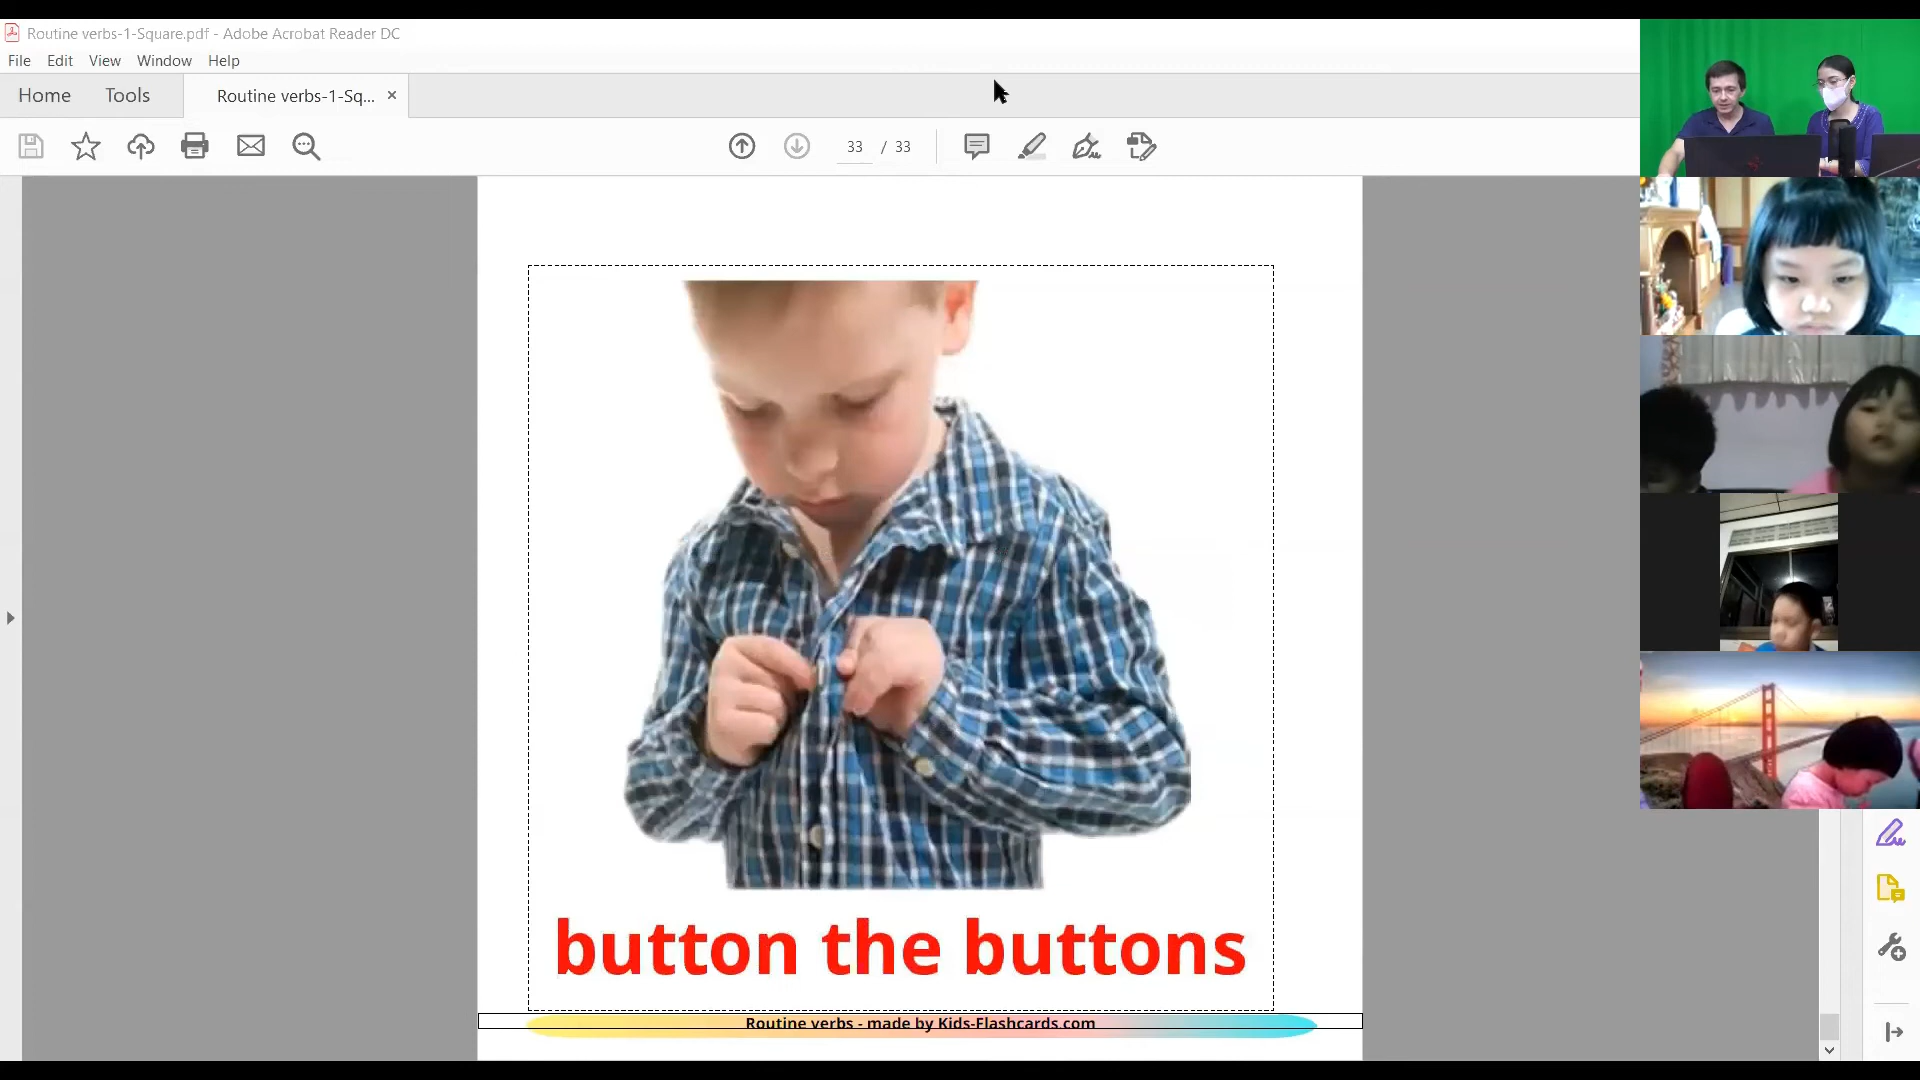 Routine verbs-1-Square.pdf - Adobe Acrobat Reader DC
File Edit View Window Help
Home Tools Routine verbs-1-Sq... ×
33 / 33
button the buttons
Routine verbs - made by Kids-Flashcards.com